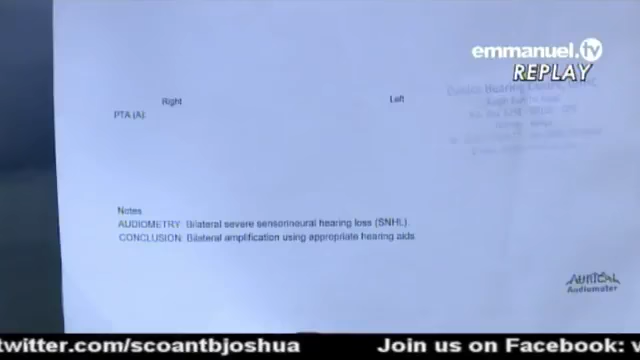 emmanuel.tv
REPLAY
Right Left
PTA (A):
Notes
AUDIOMETRY: Bilateral severe sensorineural hearing loss (SNHL).
CONCLUSION: Bilateral amplification using appropriate hearing aids
AURICAL
Audiometer
twitter.com/scoantbjoshua Join us on Facebook: